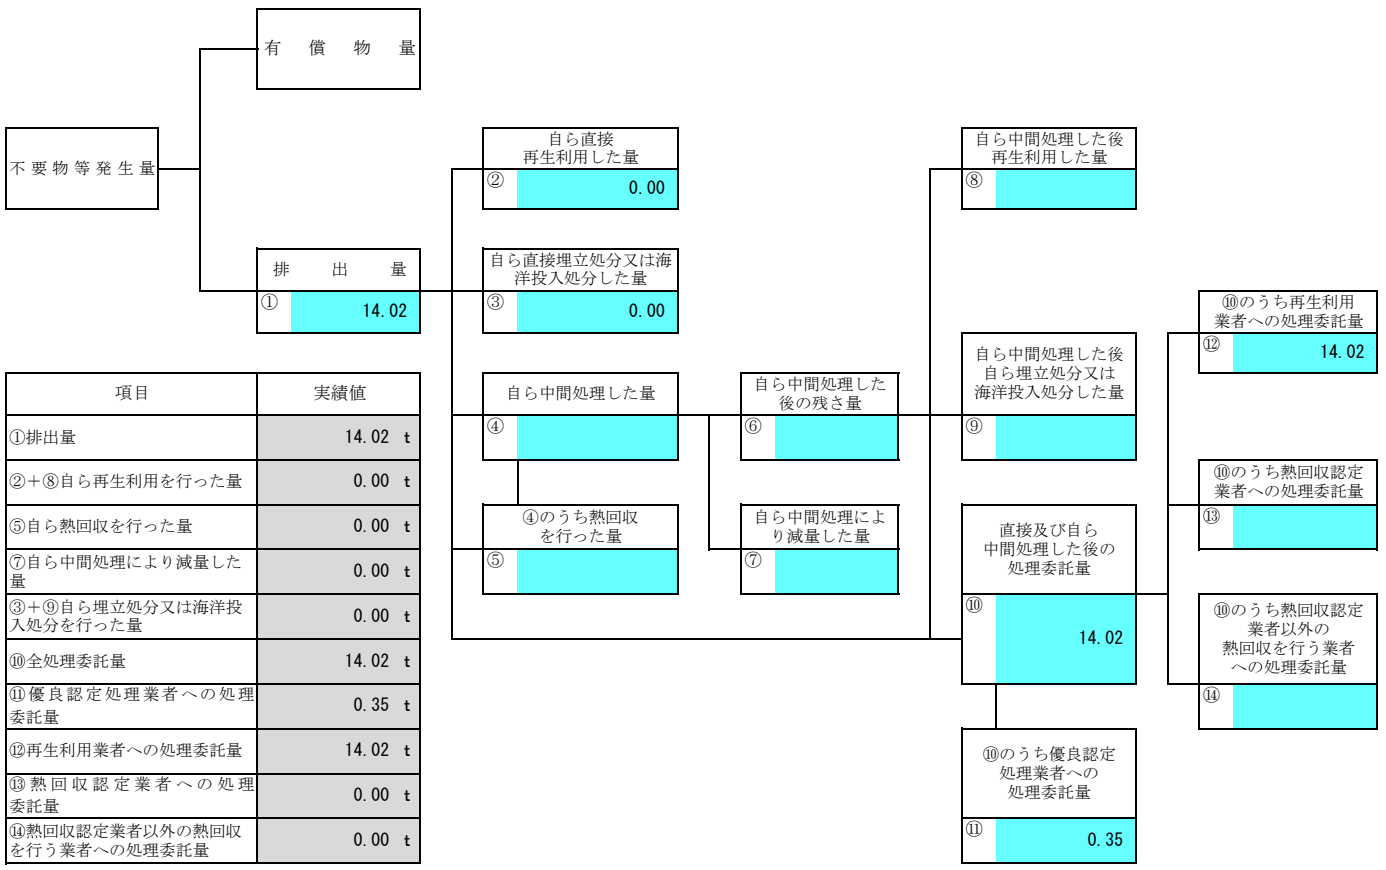 有償物量
不要物等発生量
排出量
①
14.02
自ら直接
再生利用した量
②
0.00
自ら直接埋立処分又は海
洋投入処分した量
③
0.00
自ら中間処理した量
④
④のうち熱回収
を行った量
⑤
自ら中間処理した
後の残さ量
⑥
自ら中間処理によ
り減量した量
⑦
自ら中間処理した後
再生利用した量
⑧
自ら中間処理した後
自ら埋立処分又は
海洋投入処分した量
⑨
直接及び自ら
中間処理した後の
処理委託量
⑩
14.02
⑩のうち優良認定
処理業者への
処理委託量
⑪
0.35
⑩のうち再生利用
業者への処理委託量
⑫
14.02
⑩のうち熱回収認定
業者への処理委託量
⑬
⑩のうち熱回収認定
業者以外の
熱回収を行う業者
への処理委託量
⑭
項目 実績値
①排出量 14.02 t
②＋⑧自ら再生利用を行った量 0.00 t
⑤自ら熱回収を行った量 0.00 t
⑦自ら中間処理により減量した
量 0.00 t
③＋⑨自ら埋立処分又は海洋投
入処分を行った量 0.00 t
⑩全処理委託量 14.02 t
⑪優良認定処理業者への処理
委託量 0.35 t
⑫再生利用業者への処理委託量 14.02 t
⑬熱回収認定業者への処理
委託量 0.00 t
⑭熱回収認定業者以外の熱回収
を行う業者への処理委託量 0.00 t